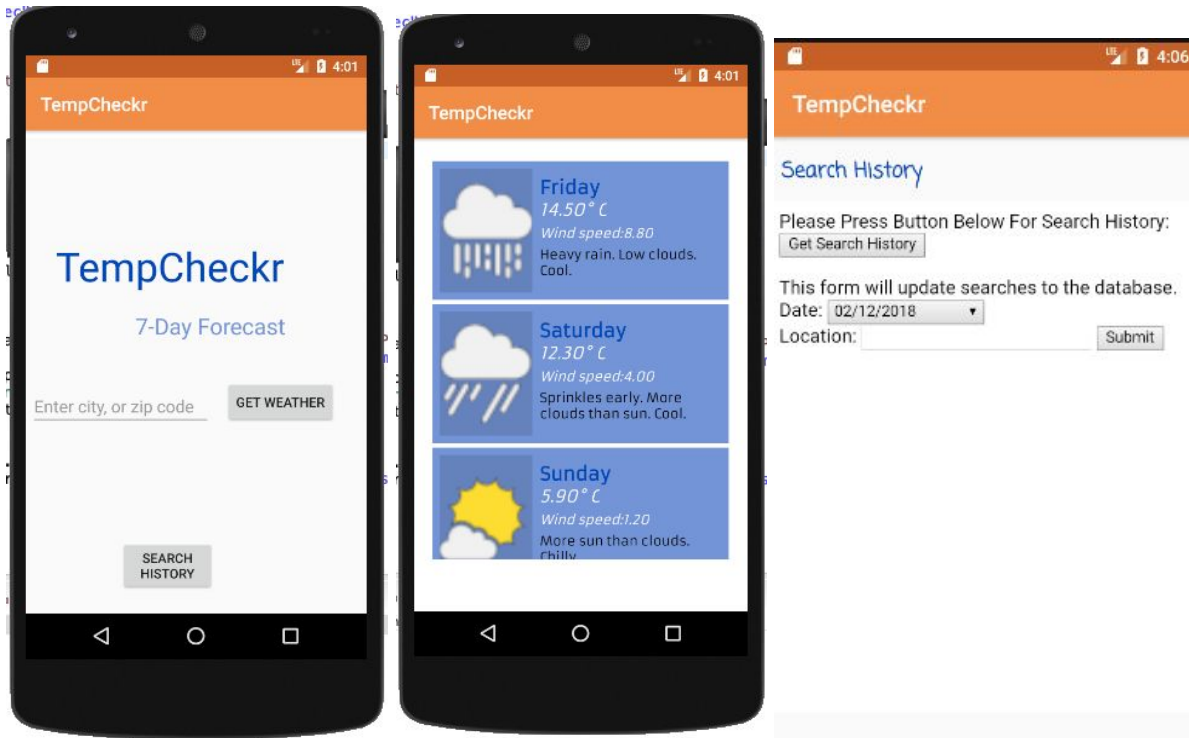 LTE 4:01
TempCheckr
TempCheckr
7-Day Forecast
Enter city, or zip code
GET WEATHER
SEARCH
HISTORY
LTE 4:01
TempCheckr
Friday
14.50° C
Wind speed:8.80
Heavy rain. Low clouds.
Cool.
Saturday
12.30° C
Wind speed:4.00
Sprinkles early. More
clouds than sun. Cool.
Sunday
5.90° C
Wind speed:1.20
More sun than clouds.
Chilly
LTE 4:06
TempCheckr
Search History
Please Press Button Below For Search History:
Get Search History
This form will update searches to the database.
Date: 02/12/2018
Location:
Submit